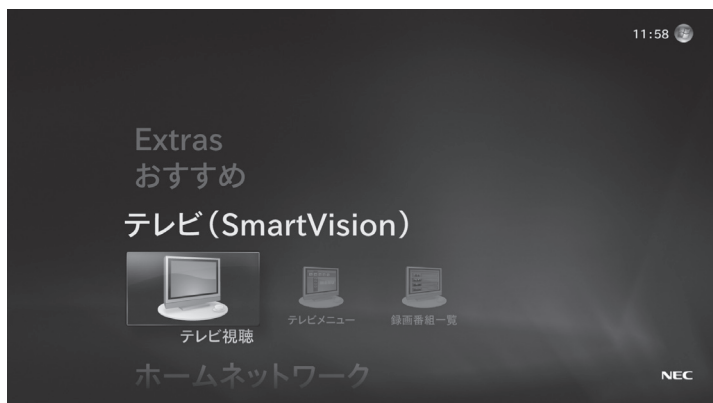 11:58
Extras
おすすめ
テレビ（SmartVision）
テレビ視聴
テレビメニュー
録画番組一覧
ホームネットワーク
NEC